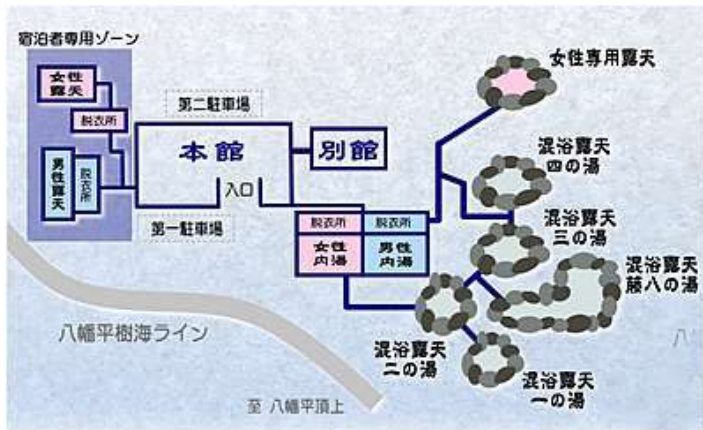 宿泊者専用ゾーン
女性
露天
脱衣所
男性露天
脱衣所
第二駐車場
本館
別館
入口
第一駐車場
脱衣所
脱衣所
女性
内湯
男性
内湯
女性専用露天
混浴露天
四の湯
混浴露天
三の湯
混浴露天
藤八の湯
混浴露天
二の湯
混浴露天
一の湯
八幡平樹海ライン
至 八幡平頂上
八